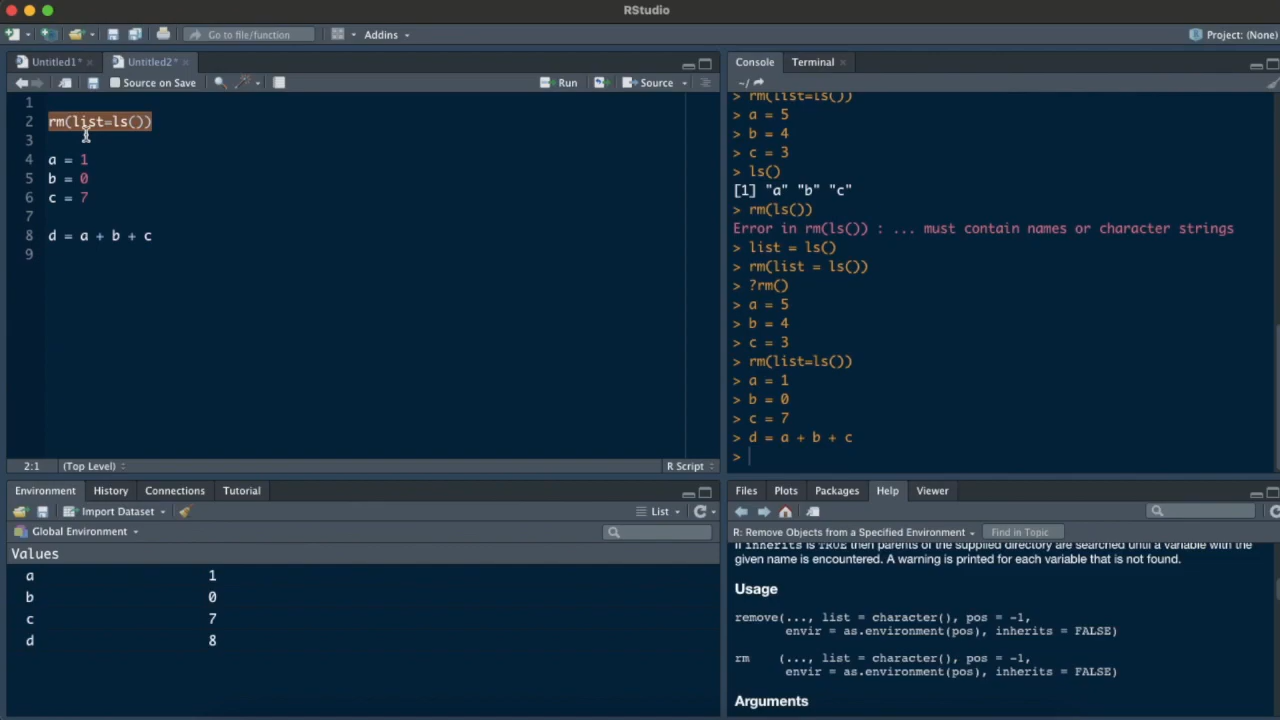 RStudio
Go to file/function
Addins
Project: (None)
Untitled1*
Untitled2*
Source on Save
Run
Source
1
2 rm(list=ls())
3
4 a = 1
5 b = 0
6 c = 7
7
8 d = a + b + c
9
2:1
(Top Level)
R Script
Console
Terminal
~/
> rm(list=ls())
> a = 5
> b = 4
> c = 3
> ls()
[1] "a" "b" "c"
> rm(ls())
Error in rm(ls()) : ... must contain names or character strings
> list = ls()
> rm(list = ls())
> ?rm()
> a = 5
> b = 4
> c = 3
> rm(list=ls())
> a = 1
> b = 0
> c = 7
> d = a + b + c
>
Environment
History
Connections
Tutorial
Import Dataset
List
Global Environment
Values
a 1
b 0
c 7
d 8
Files
Plots
Packages
Help
Viewer
R: Remove Objects from a Specified Environment
Find in Topic
If inherits is TRUE then parents of the supplied directory are searched until a variable with the
given name is encountered. A warning is printed for each variable that is not found.
Usage
remove(..., list = character(), pos = -1,
envir = as.environment(pos), inherits = FALSE)
rm (..., list = character(), pos = -1,
envir = as.environment(pos), inherits = FALSE)
Arguments